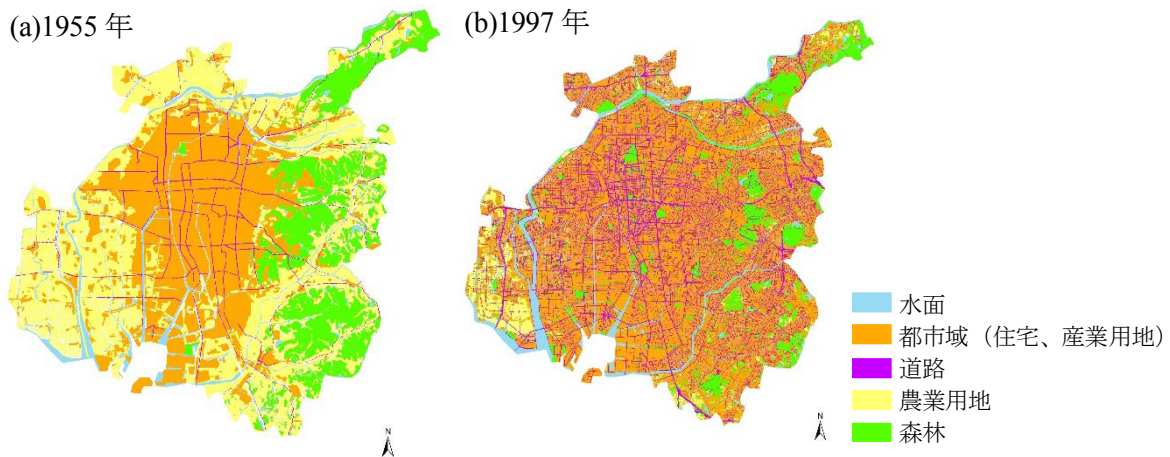 (a)1955 年
(b)1997 年
水面
都市域（住宅、産業用地）
道路
農業用地
森林
N
N